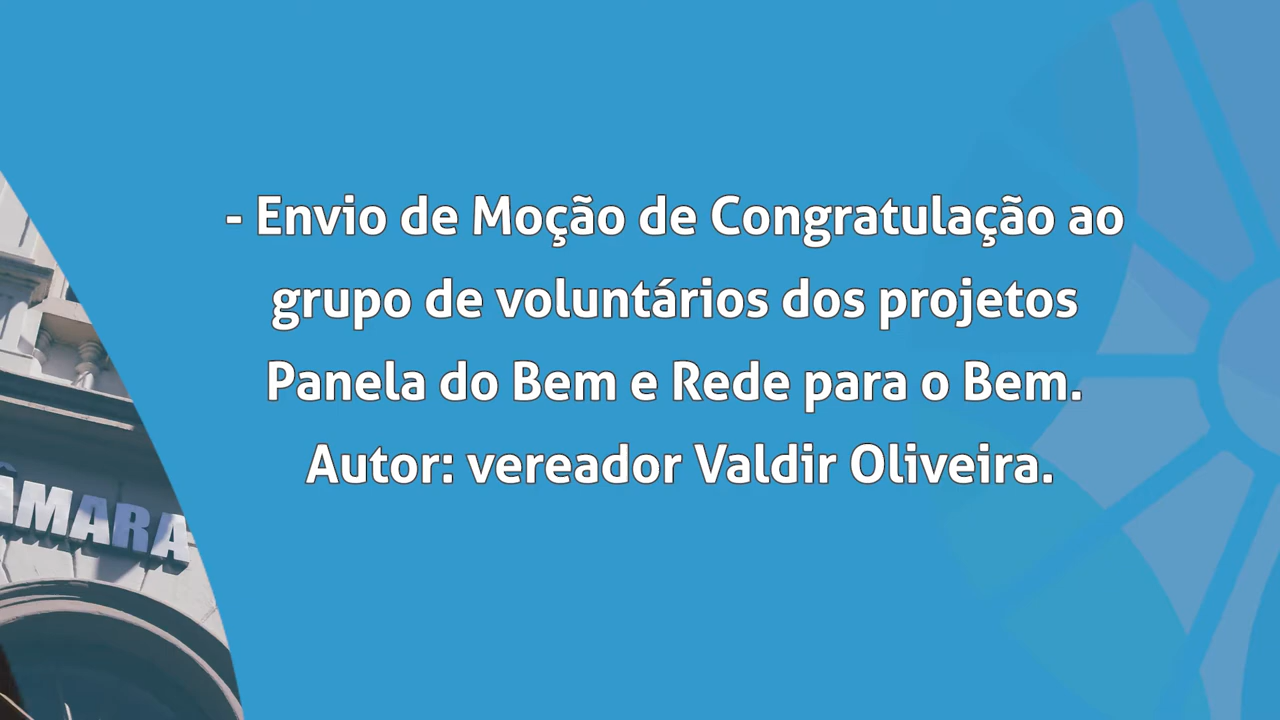 - Envio de Moção de Congratulação ao
grupo de voluntários dos projetos
Panela do Bem e Rede para o Bem.
Autor: vereador Valdir Oliveira.
CÂMARA